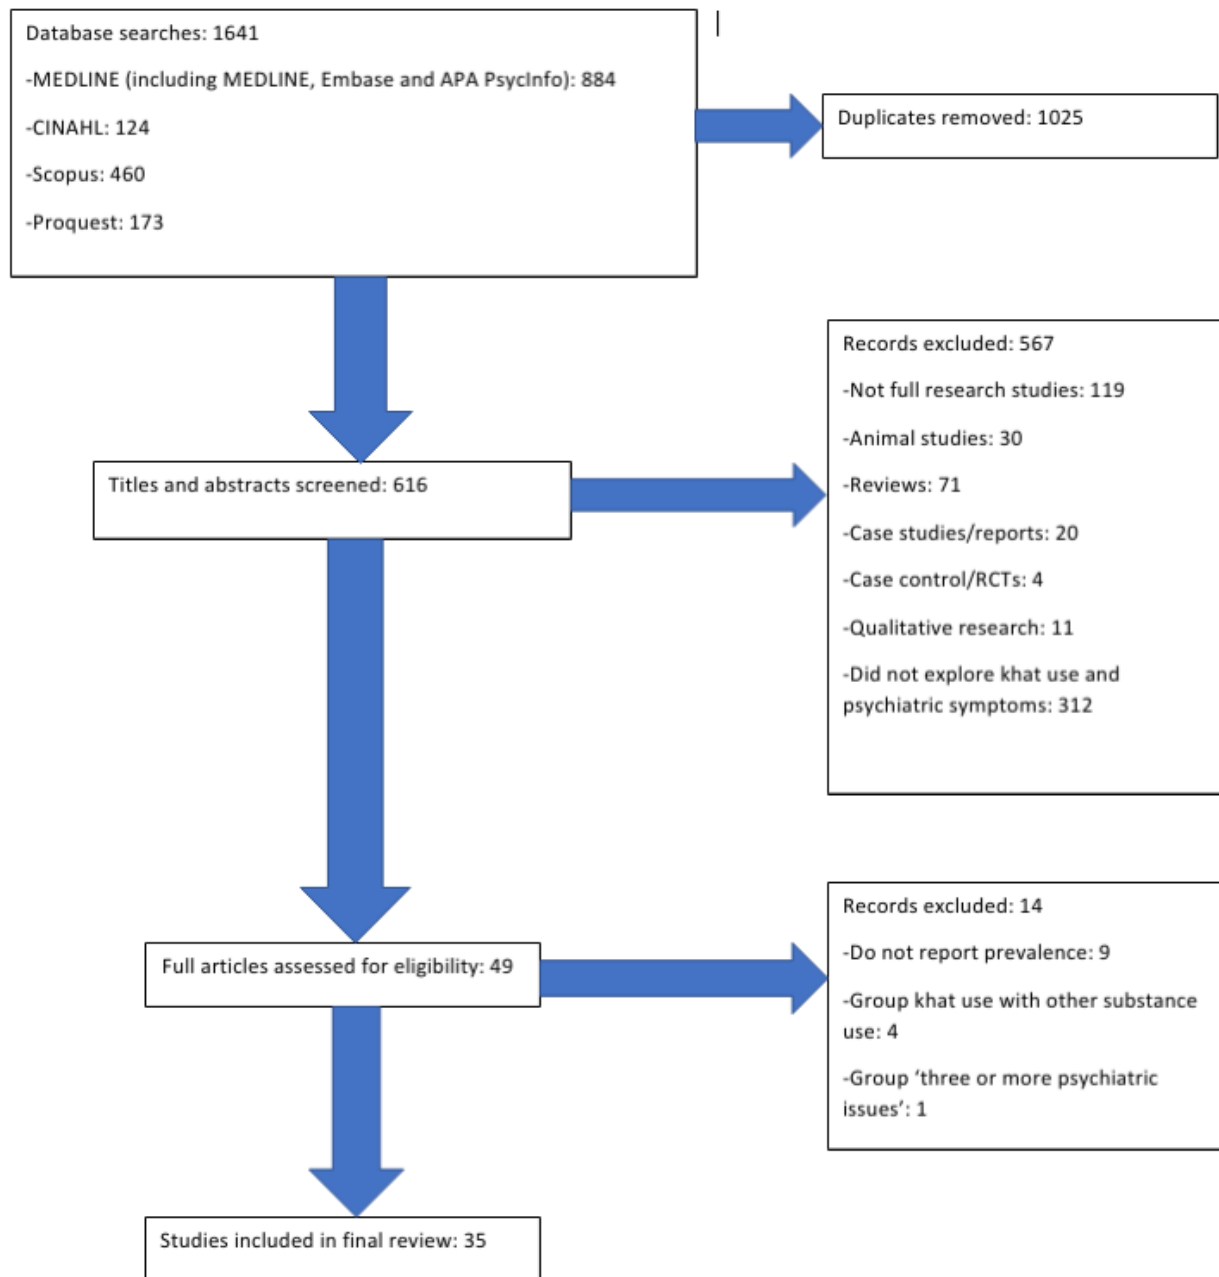 Database searches: 1641
-MEDLINE (including MEDLINE, Embase and APA PsycInfo): 884
-CINAHL: 124
-Scopus: 460
-Proquest: 173
Duplicates removed: 1025
Titles and abstracts screened: 616
Records excluded: 567
-Not full research studies: 119
-Animal studies: 30
-Reviews: 71
-Case studies/reports: 20
-Case control/RCTs: 4
-Qualitative research: 11
-Did not explore khat use and
psychiatric symptoms: 312
Full articles assessed for eligibility: 49
Records excluded: 14
-Do not report prevalence: 9
-Group khat use with other substance
use: 4
-Group ‘three or more psychiatric
issues’: 1
Studies included in final review: 35